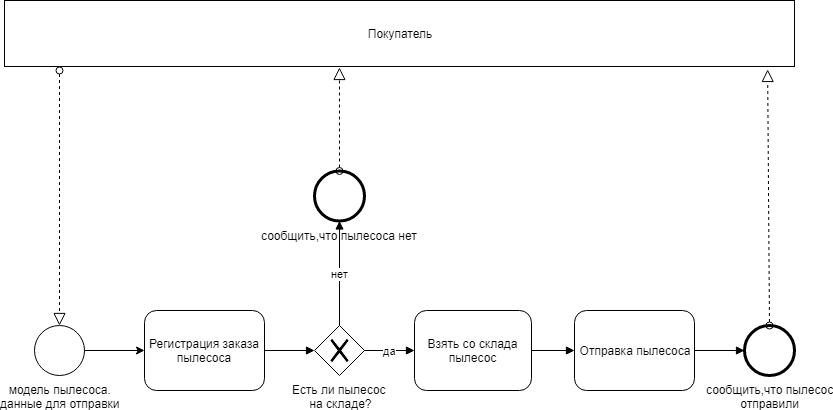 Покупатель
сообщить,что пылесоса нет
нет
Регистрация заказа
пылесоса
да
Взять со склада
пылесос
Отправка пылесоса
модель пылесоса.
данные для отправки
Есть ли пылесос
на складе?
сообщить,что пылесос
отправили